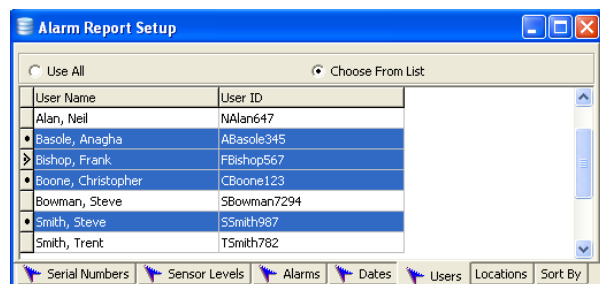 Alarm Report Setup
Use All Choose From List
User Name User ID
Alan, Neil NAlan647
Basole, Anagha ABasole345
Bishop, Frank FBishop567
Boone, Christopher CBoone123
Bowman, Steve SBowman7294
Smith, Steve SSmith987
Smith, Trent TSmith782
Serial Numbers Sensor Levels Alarms Dates Users Locations Sort By